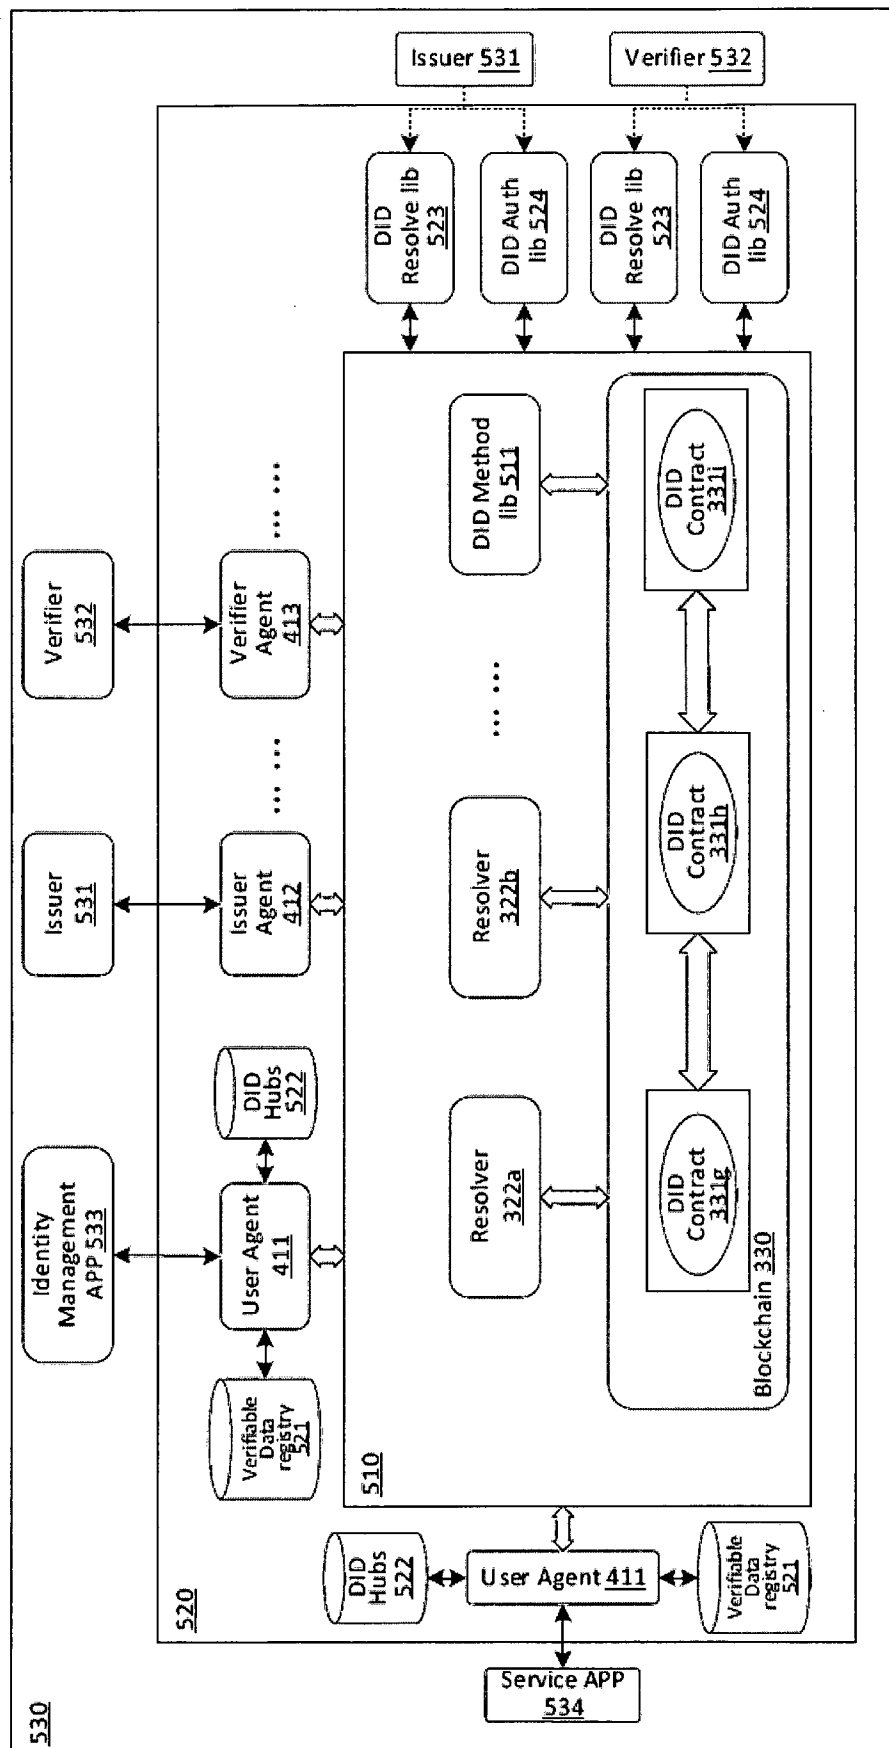 530
Identity
Management
APP 533
Issuer
531
Verifier
532
520
Verifiable
Data
registry
521
User Agent
411
DID
Hubs
522
Issuer
Agent
412
... ...
Verifier
Agent
413
... ...
Service APP
534
DID
Hubs
522
User Agent 411
Verifiable
Data
registry
521
510
Resolver
322a
Resolver
322b
... ...
DID Method
lib 511
Blockchain 330
DID
Contract
331g
DID
Contract
331h
DID
Contract
331i
DID
Resolve lib
523
DID Auth
lib 524
DID
Resolve lib
523
DID Auth
lib 524
Issuer 531
Verifier 532